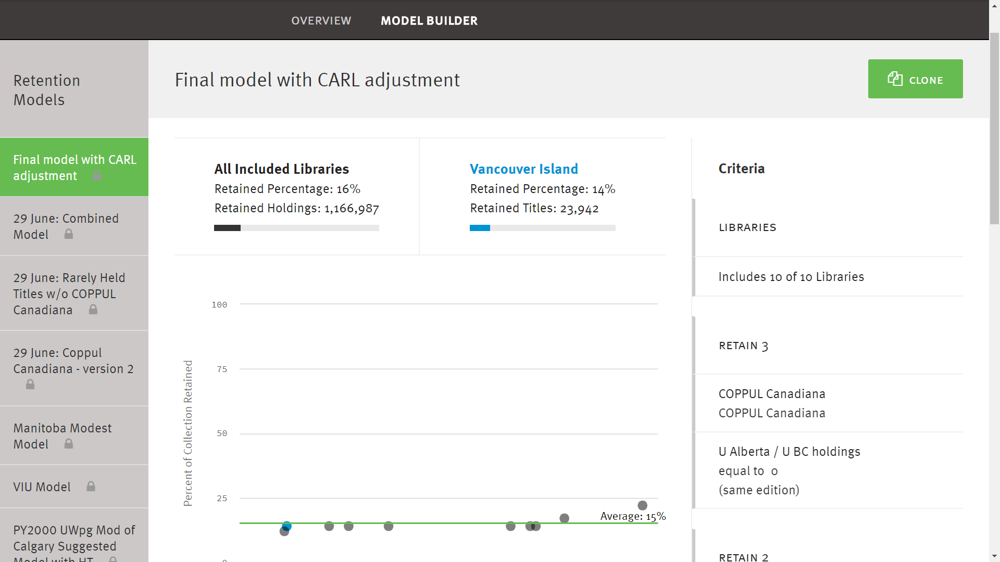 OVERVIEW
MODEL BUILDER
Retention
Models
Final model with CARL
adjustment
29 June: Combined
Model
29 June: Rarely Held
Titles w/o COPPUL
Canadiana
29 June: Coppul
Canadiana - version 2
Manitoba Modest
Model
VIU Model
PY2000 UWpg Mod of
Calgary Suggested
Model with HT
Final model with CARL adjustment
CLONE
All Included Libraries
Retained Percentage: 16%
Retained Holdings: 1,166,987
Vancouver Island
Retained Percentage: 14%
Retained Titles: 23,942
Percent of Collection Retained
100
75
50
25
0
Average: 15%
Criteria
LIBRARIES
Includes 10 of 10 Libraries
RETAIN 3
COPPUL Canadiana
COPPUL Canadiana
U Alberta / U BC holdings
equal to 0
(same edition)
RETAIN 2